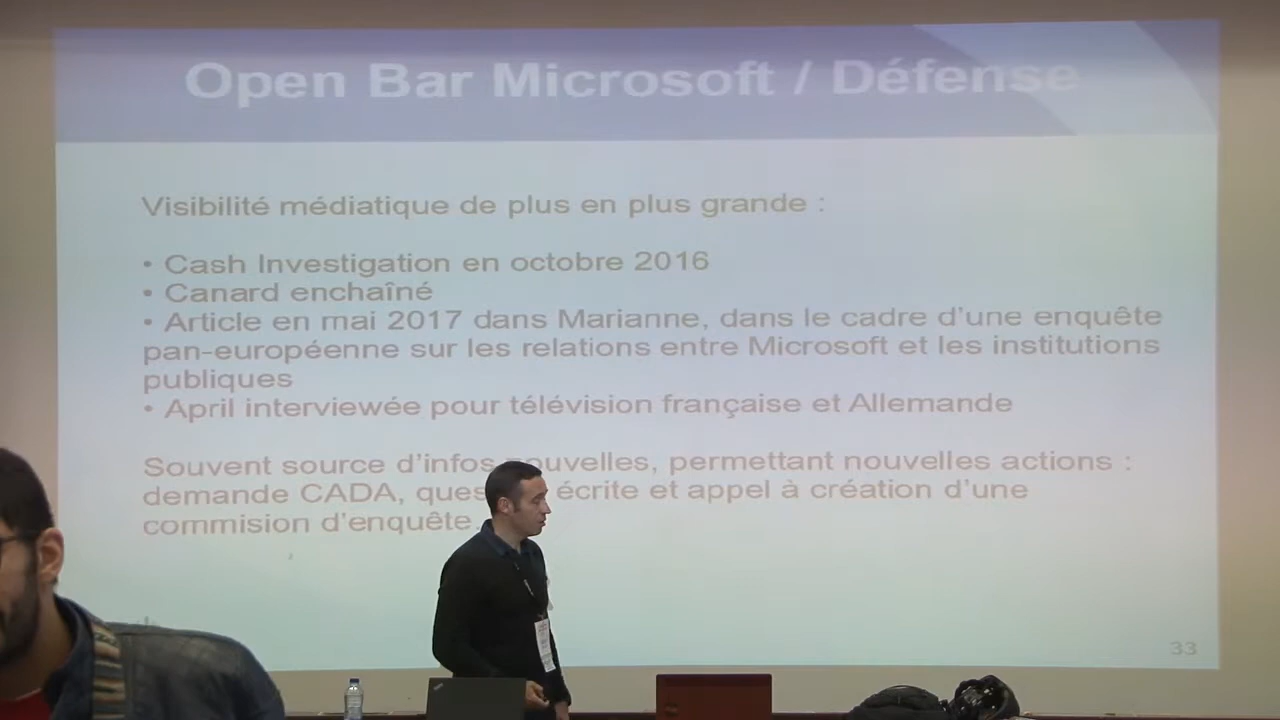 Open Bar Microsoft / Défense
Visibilité médiatique de plus en plus grande :
• Cash Investigation en octobre 2016
• Canard enchaîné
• Article en mai 2017 dans Marianne, dans le cadre d'une enquête
pan-européenne sur les relations entre Microsoft et les institutions
publiques
• April interviewée pour télévision française et Allemande
Souvent source d'infos nouvelles, permettant nouvelles actions :
demande CADA, ques écrite et appel à création d'une
commision d'enquête.
33